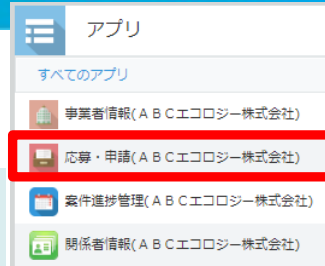 アプリ
すべてのアプリ
事業者情報(ＡＢＣエコロジー株式会社)
応募・申請(ＡＢＣエコロジー株式会社)
案件進捗管理(ＡＢＣエコロジー株式会社)
関係者情報(ＡＢＣエコロジー株式会社)